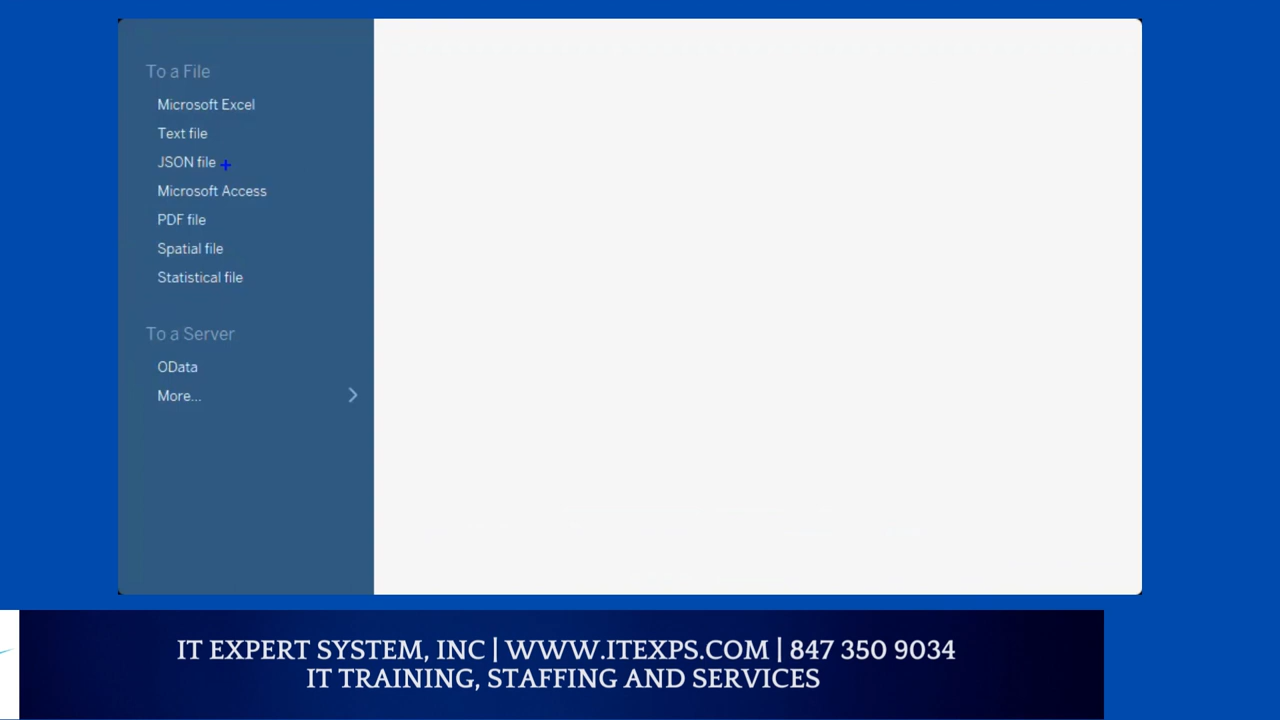 To a File
Microsoft Excel
Text file
JSON file
Microsoft Access
PDF file
Spatial file
Statistical file
To a Server
OData
More...
IT EXPERT SYSTEM, INC | WWW.ITEXPS.COM | 847 350 9034
IT TRAINING, STAFFING AND SERVICES